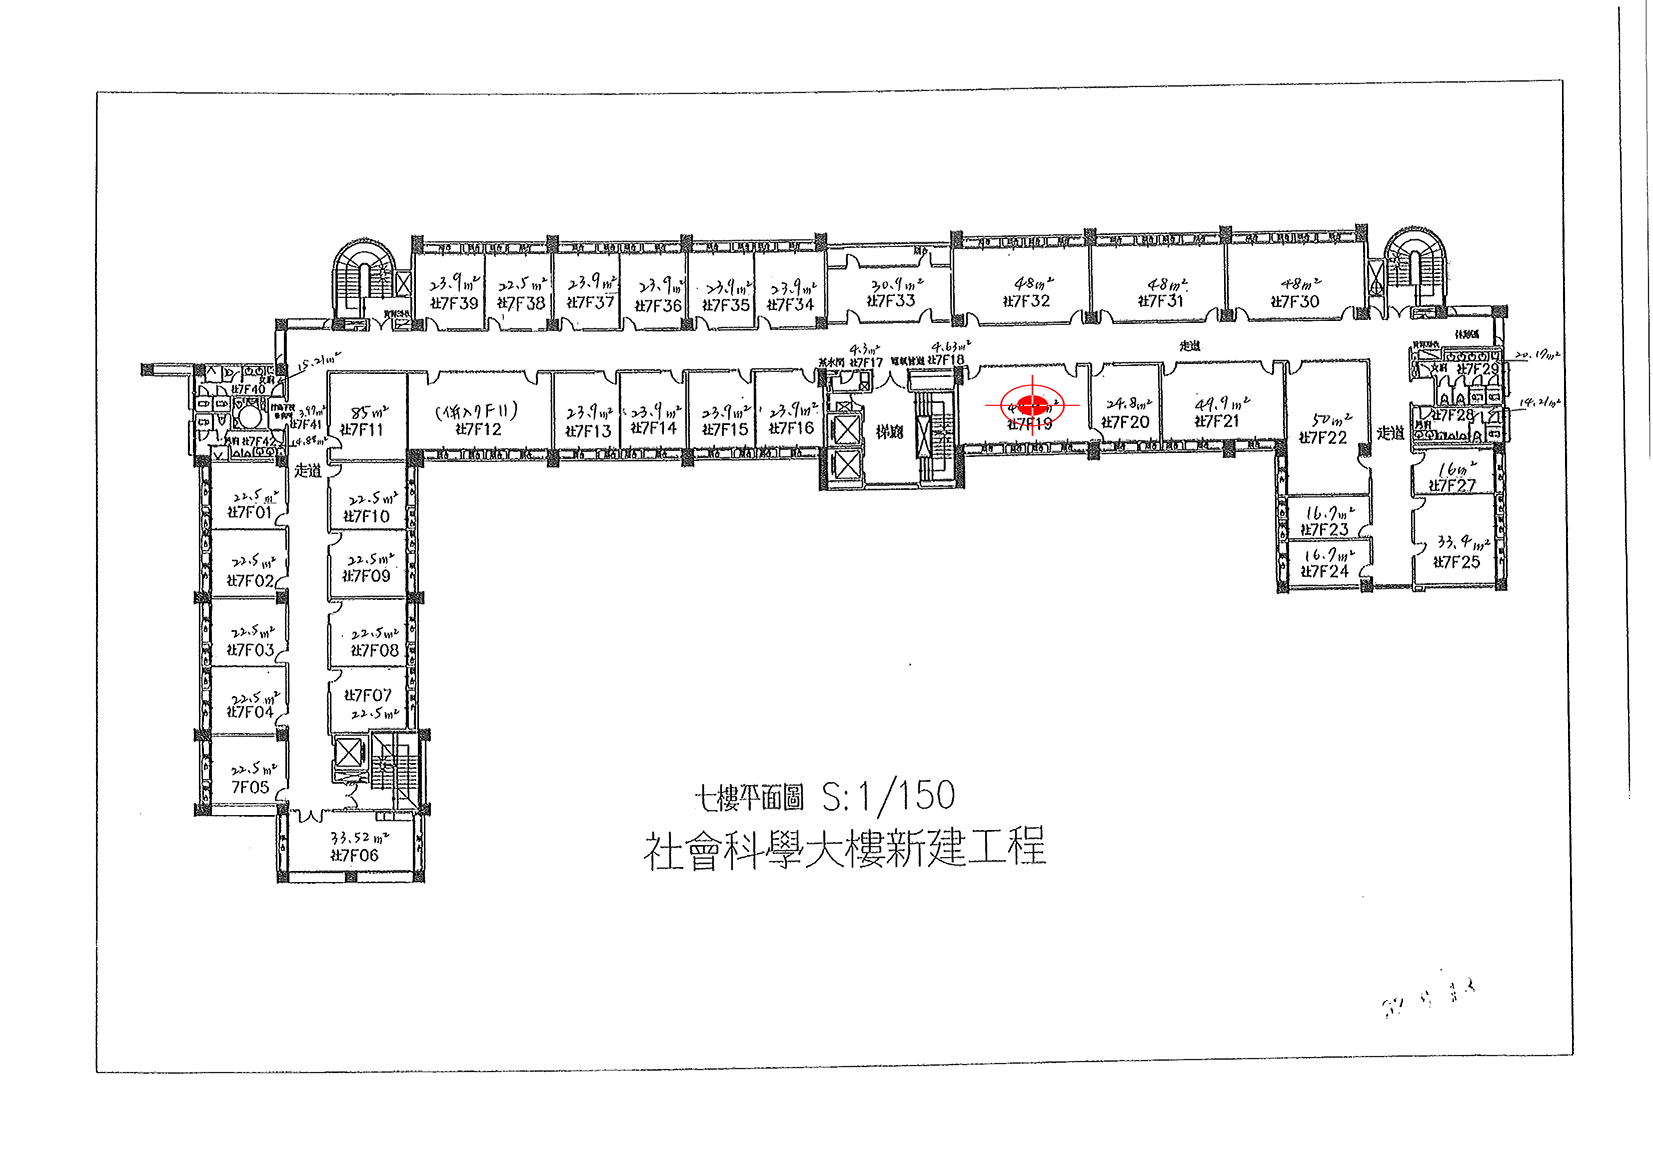 23.9m²
社7F39
22.5m²
社7F38
23.9m²
社7F37
23.9m²
社7F36
23.9m²
社7F35
23.9m²
社7F34
30.9m²
社7F33
48m²
社7F32
48m²
社7F31
48m²
社7F30
走道
茶水間
4.3m²
社7F17
4.63m²
社7F18
15.21m²
女廁
社7F40
3.97m²
社7F41
男廁
社7F42
14.84m²
走道
85m²
社7F11
(併入7F11)
社7F12
23.9m²
社7F13
23.9m²
社7F14
23.9m²
社7F15
23.9m²
社7F16
梯廳
社7F19
24.8m²
社7F20
49.9m²
社7F21
50m²
社7F22
走道
女廁
社7F29
20.17m²
男廁
社7F28
14.21m²
16m²
社7F27
22.5m²
社7F01
22.5m²
社7F10
16.7m²
社7F23
33.4m²
社7F25
16.7m²
社7F24
22.5m²
社7F02
22.5m²
社7F09
22.5m²
社7F03
22.5m²
社7F08
22.5m²
社7F04
社7F07
22.5m²
22.5m²
7F05
33.52m²
社7F06
七樓平面圖 S:1/150
社會科學大樓新建工程